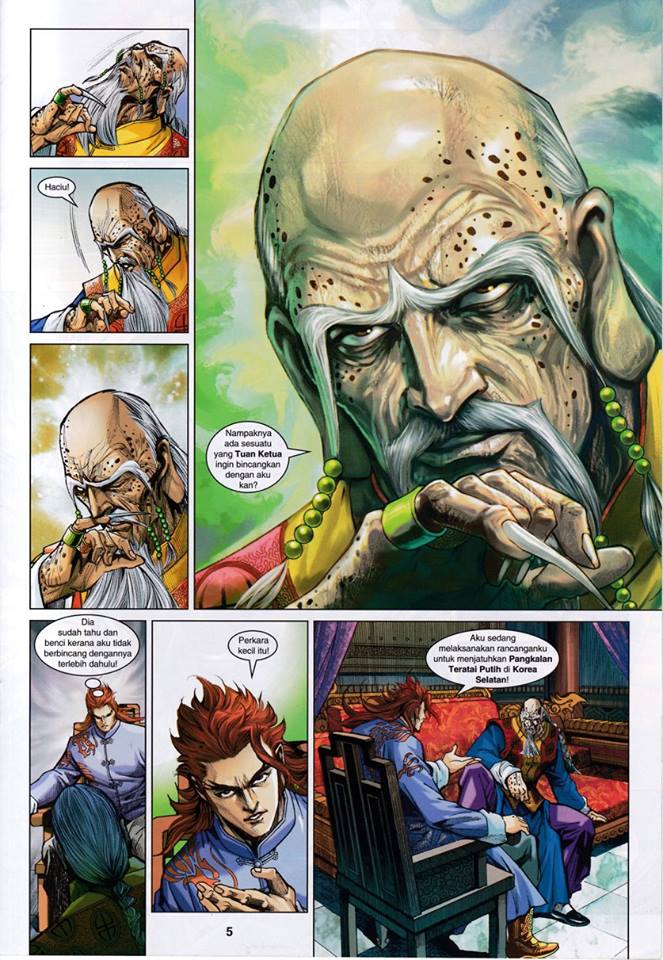 Haciu!
Nampaknya
ada sesuatu
yang Tuan Ketua
ingin bincangkan
dengan aku
kan?
Dia
sudah tahu dan
benci kerana aku tidak
berbincang dengannya
terlebih dahulu!
Perkara
kecil itu!
Aku sedang
melaksanakan rancanganku
untuk menjatuhkan Pangkalan
Teratai Putih di Korea
Selatan!
5